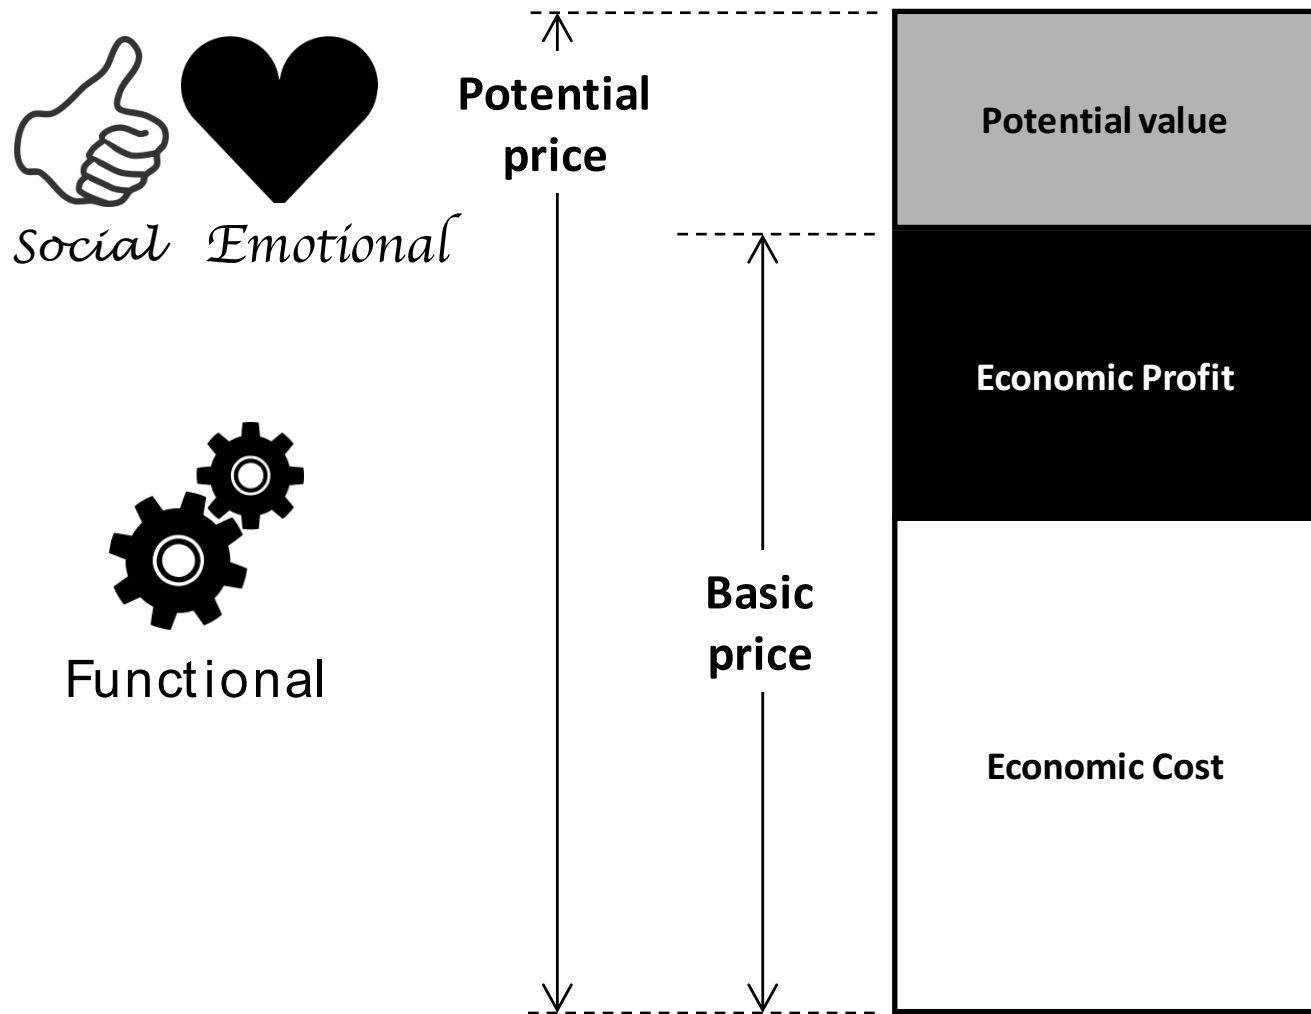 Potential
price
Potential value
Social Emotional
Economic Profit
Basic
price
Functional
Economic Cost